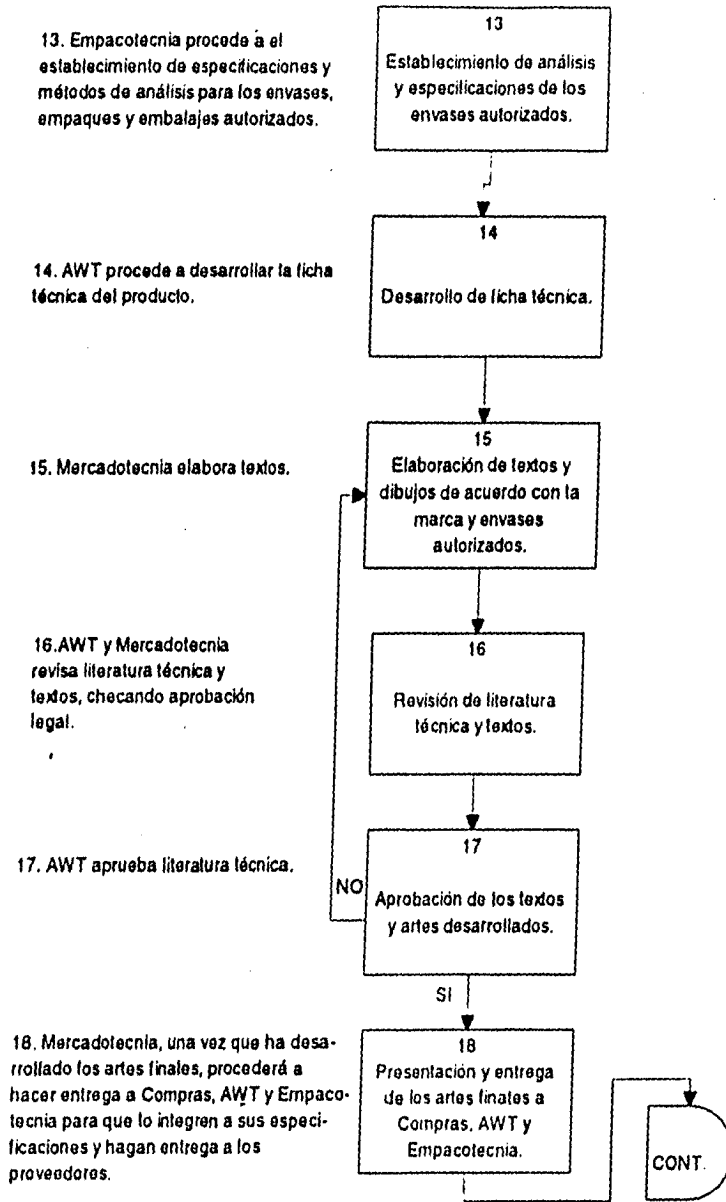 13. Empacotecnia procede a el
establecimiento de especificaciones y
métodos de análisis para los envases,
empaques y embalajes autorizados.
13
Establecimiento de análisis
y especificaciones de los
envases autorizados.
14. AWT procede a desarrollar la ficha
técnica del producto.
14
Desarrollo de ficha técnica.
15. Mercadotecnia elabora textos.
15
Elaboración de textos y
dibujos de acuerdo con la
marca y envases
autorizados.
16.AWT y Mercadotecnia
revisa literatura técnica y
textos, checando aprobación
legal.
16
Revisión de literatura
técnica y textos.
17. AWT aprueba literatura técnica.
17
Aprobación de los textos
y artes desarrollados.
NO
SI
18. Mercadotecnia, una vez que ha desa-
rrollado los artes finales, procederá a
hacer entrega a Compras, AWT y Empaco-
tecnia para que lo integren a sus especi-
ficaciones y hagan entrega a los
proveedores.
18
Presentación y entrega
de los artes finales a
Compras, AWT y
Empacotecnia.
CONT.